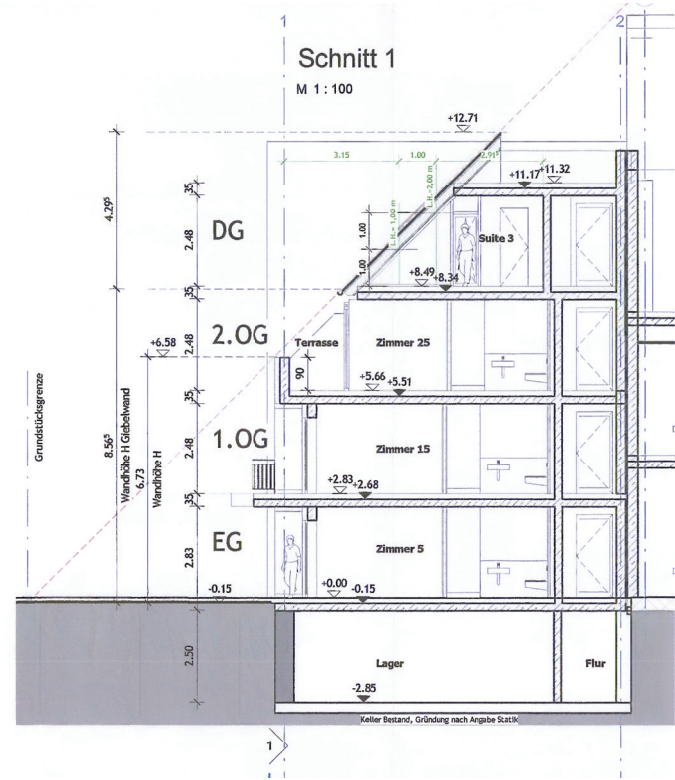 1
2
Schnitt 1
M 1 : 100
+12.71
3.15
1.00
2.91⁵
+11.17
+11.32
35
4.29⁵
DG
2.48
1.00
1.00
L.H.=1,00 m
L.H.=2,00 m
Suite 3
+8.49
+8.34
35
2.OG
+6.58
2.48
Terrasse
Zimmer 25
90
+5.66
+5.51
35
Grundstücksgrenze
8.56⁵
Wandhöhe H Giebelwand
6.73
Wandhöhe H
1.OG
2.48
Zimmer 15
+2.83
+2.68
35
EG
2.83
Zimmer 5
-0.15
+0.00
-0.15
2.50
Lager
Flur
-2.85
Keller Bestand, Gründung nach Angabe Statik
1